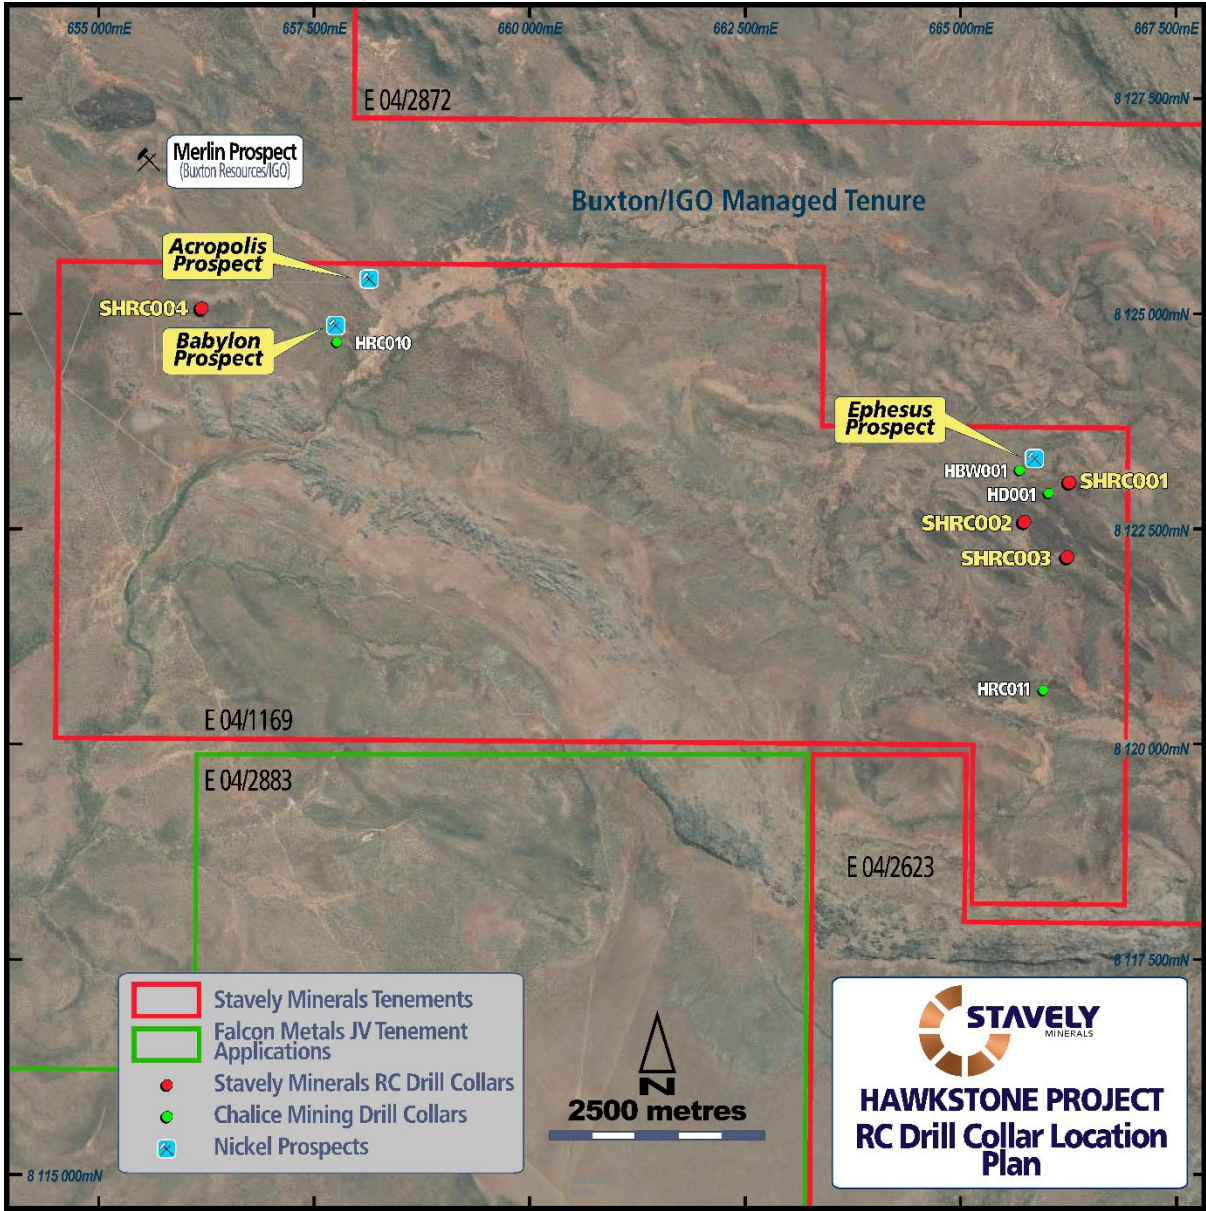 655 000mE
657 500mE
660 000mE
662 500mE
665 000mE
667 500mE
E 04/2872
8 127 500mN
Merlin Prospect
(Buxton Resources/IGO)
Buxton/IGO Managed Tenure
Acropolis
Prospect
SHRC004
8 125 000mN
Babylon
Prospect
HRC010
Ephesus
Prospect
HBW001
SHRC001
HD001
SHRC002
8 122 500mN
SHRC003
HRC011
E 04/1169
8 120 000mN
E 04/2883
E 04/2623
8 117 500mN
Stavely Minerals Tenements
Falcon Metals JV Tenement
Applications
Stavely Minerals RC Drill Collars
Chalice Mining Drill Collars
Nickel Prospects
N
2500 metres
STAVELY
MINERALS
HAWKSTONE PROJECT
RC Drill Collar Location
Plan
8 115 000mN